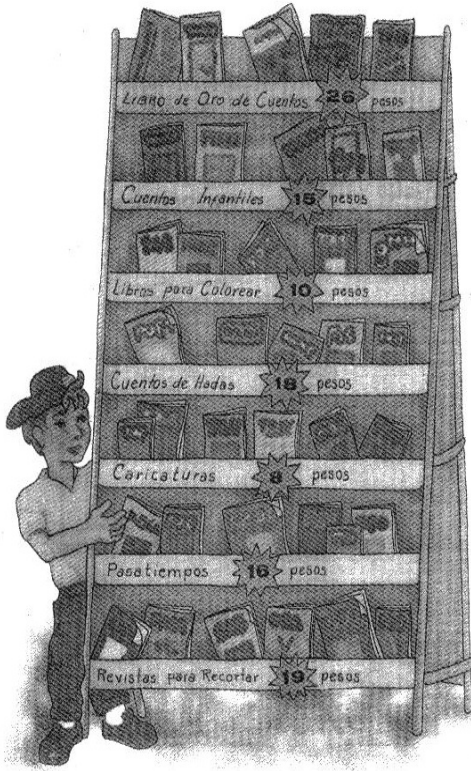 Libro de Oro de Cuentos 26 pesos
Cuentos Infantiles 15 pesos
Libros para Colorear 10 pesos
Cuentos de Hadas 18 pesos
Caricaturas 8 pesos
Pasatiempos 16 pesos
Revistas para Recortar 19 pesos